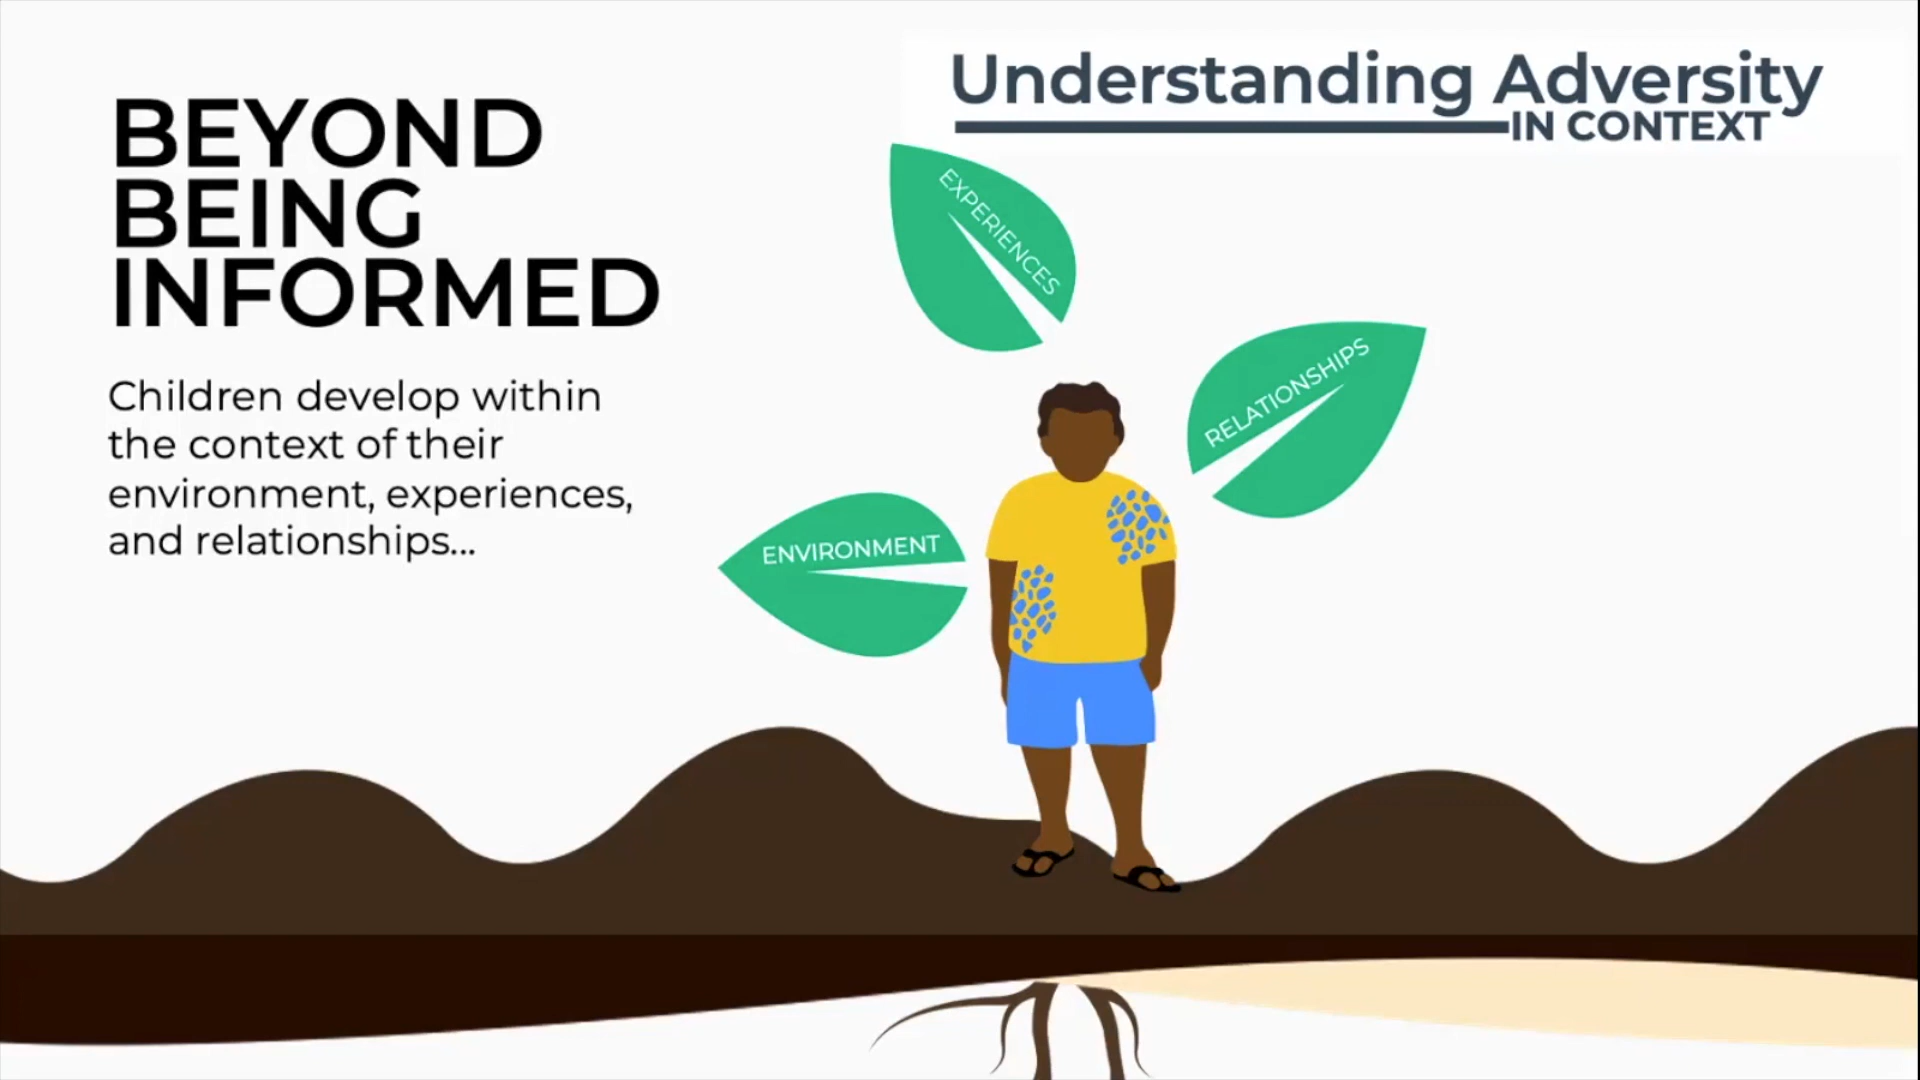 BEYOND
BEING
INFORMED
Children develop within
the context of their
environment, experiences,
and relationships...
Understanding Adversity
IN CONTEXT
EXPERIENCES
RELATIONSHIPS
ENVIRONMENT